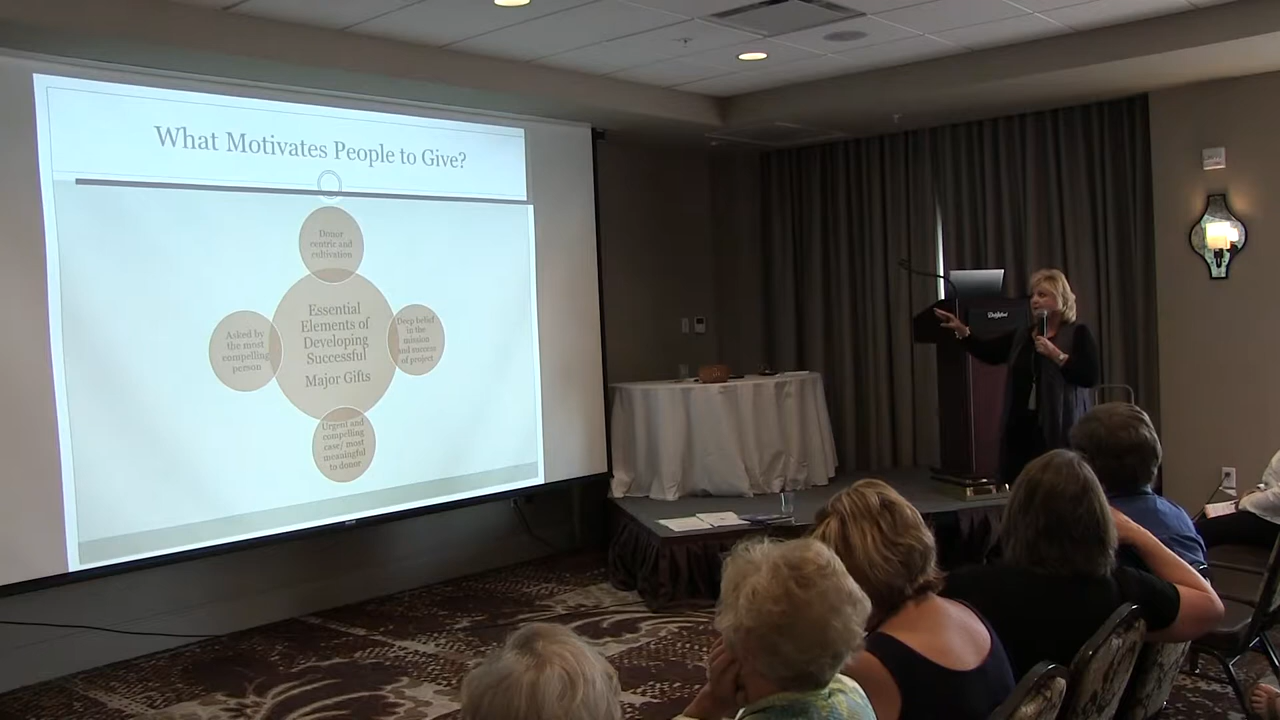 What Motivates People to Give?
Donor
centric and
cultivation
Essential
Elements of
Developing
Successful
Major Gifts
Asked by
the most
compelling
person
Deep belief
in the
mission
and success
of project
Urgent and
compelling
case/ most
meaningful
to donor